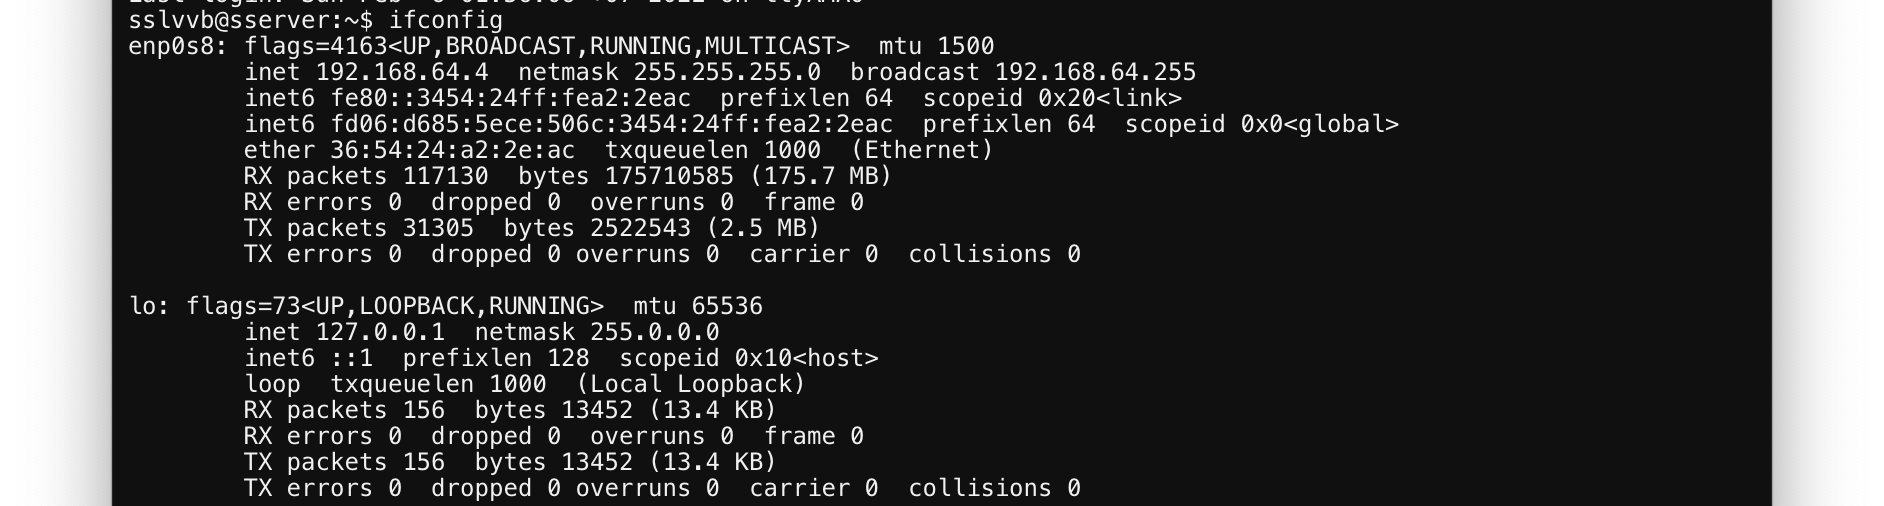 sslvvb@sserver:~$ ifconfig
enp0s8: flags=4163<UP,BROADCAST,RUNNING,MULTICAST>  mtu 1500
        inet 192.168.64.4  netmask 255.255.255.0  broadcast 192.168.64.255
        inet6 fe80::3454:24ff:fea2:2eac  prefixlen 64  scopeid 0x20<link>
        inet6 fd06:d685:5ece:506c:3454:24ff:fea2:2eac  prefixlen 64  scopeid 0x0<global>
        ether 36:54:24:a2:2e:ac  txqueuelen 1000  (Ethernet)
        RX packets 117130  bytes 175710585 (175.7 MB)
        RX errors 0  dropped 0  overruns 0  frame 0
        TX packets 31305  bytes 2522543 (2.5 MB)
        TX errors 0  dropped 0 overruns 0  carrier 0  collisions 0

lo: flags=73<UP,LOOPBACK,RUNNING>  mtu 65536
        inet 127.0.0.1  netmask 255.0.0.0
        inet6 ::1  prefixlen 128  scopeid 0x10<host>
        loop  txqueuelen 1000  (Local Loopback)
        RX packets 156  bytes 13452 (13.4 KB)
        RX errors 0  dropped 0  overruns 0  frame 0
        TX packets 156  bytes 13452 (13.4 KB)
        TX errors 0  dropped 0 overruns 0  carrier 0  collisions 0